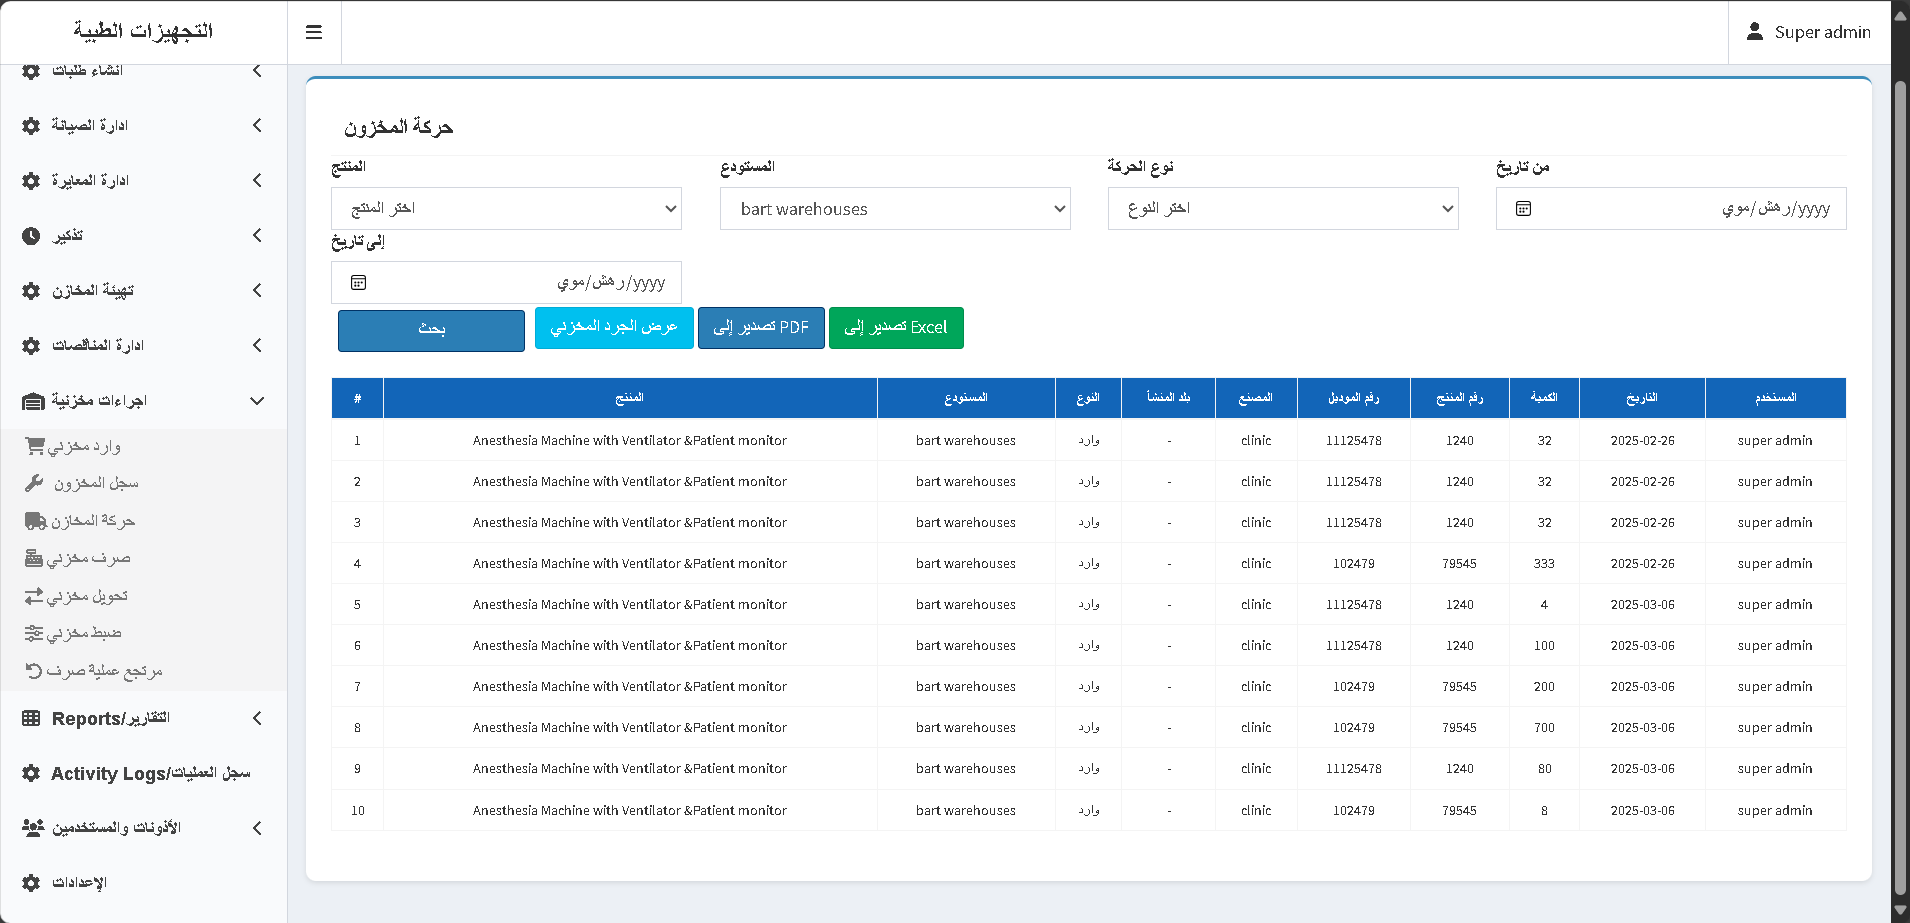 التجهيزات الطبية
Super admin
انشاء طلبات
ادارة الصيانة
ادارة المعايرة
تذكير
تهيئة المخازن
ادارة المناقصات
اجراءات مخزنية
وارد مخزني
سجل المخزون
حركة المخازن
صرف مخزني
تحويل مخزني
ضبط مخزني
مرتجع عملية صرف
Reports/التقارير
Activity Logs/سجل العمليات
الأذونات والمستخدمين
الإعدادات
حركة المخزون
المنتج المستودع نوع الحركة من تاريخ
اختر المنتج bart warehouses اختر النوع yyyy/رهش/موي
إلى تاريخ
yyyy/رهش/موي
بحث عرض الجرد المخزني تصدير إلى PDF تصدير إلى Excel
# المنتج المستودع النوع بلد المنشأ المصنع رقم الموديل رقم المنتج الكمية التاريخ المستخدم
1 Anesthesia Machine with Ventilator &Patient monitor bart warehouses وارد - clinic 11125478 1240 32 2025-02-26 super admin
2 Anesthesia Machine with Ventilator &Patient monitor bart warehouses وارد - clinic 11125478 1240 32 2025-02-26 super admin
3 Anesthesia Machine with Ventilator &Patient monitor bart warehouses وارد - clinic 11125478 1240 32 2025-02-26 super admin
4 Anesthesia Machine with Ventilator &Patient monitor bart warehouses وارد - clinic 102479 79545 333 2025-02-26 super admin
5 Anesthesia Machine with Ventilator &Patient monitor bart warehouses وارد - clinic 11125478 1240 4 2025-03-06 super admin
6 Anesthesia Machine with Ventilator &Patient monitor bart warehouses وارد - clinic 11125478 1240 100 2025-03-06 super admin
7 Anesthesia Machine with Ventilator &Patient monitor bart warehouses وارد - clinic 102479 79545 200 2025-03-06 super admin
8 Anesthesia Machine with Ventilator &Patient monitor bart warehouses وارد - clinic 102479 79545 700 2025-03-06 super admin
9 Anesthesia Machine with Ventilator &Patient monitor bart warehouses وارد - clinic 11125478 1240 80 2025-03-06 super admin
10 Anesthesia Machine with Ventilator &Patient monitor bart warehouses وارد - clinic 102479 79545 8 2025-03-06 super admin